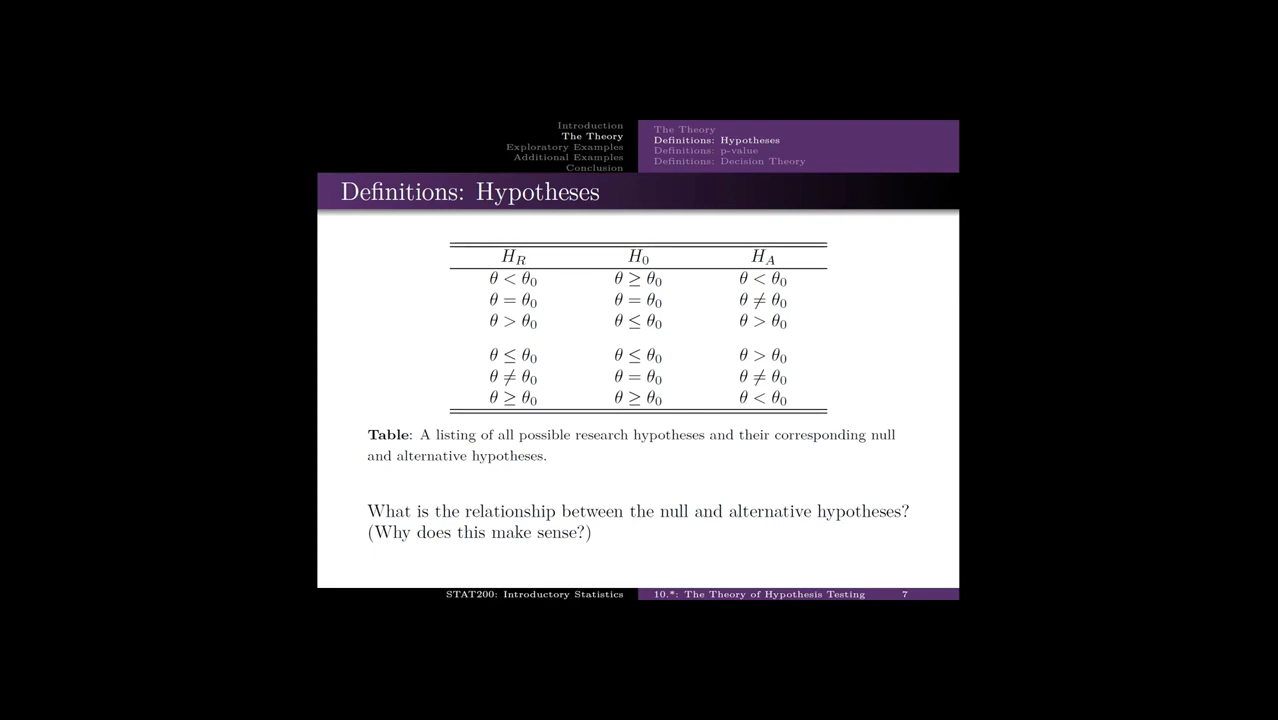 Introduction
The Theory
Exploratory Examples
Additional Examples
Conclusion
The Theory
Definitions: Hypotheses
Definitions: p-value
Definitions: Decision Theory
Definitions: Hypotheses
H_R H_0 H_A
θ < θ_0 θ ≥ θ_0 θ < θ_0
θ = θ_0 θ = θ_0 θ ≠ θ_0
θ > θ_0 θ ≤ θ_0 θ > θ_0
θ ≤ θ_0 θ ≤ θ_0 θ > θ_0
θ ≠ θ_0 θ = θ_0 θ ≠ θ_0
θ ≥ θ_0 θ ≥ θ_0 θ < θ_0
Table: A listing of all possible research hypotheses and their corresponding null
and alternative hypotheses.
What is the relationship between the null and alternative hypotheses?
(Why does this make sense?)
STAT200: Introductory Statistics 10.*: The Theory of Hypothesis Testing 7